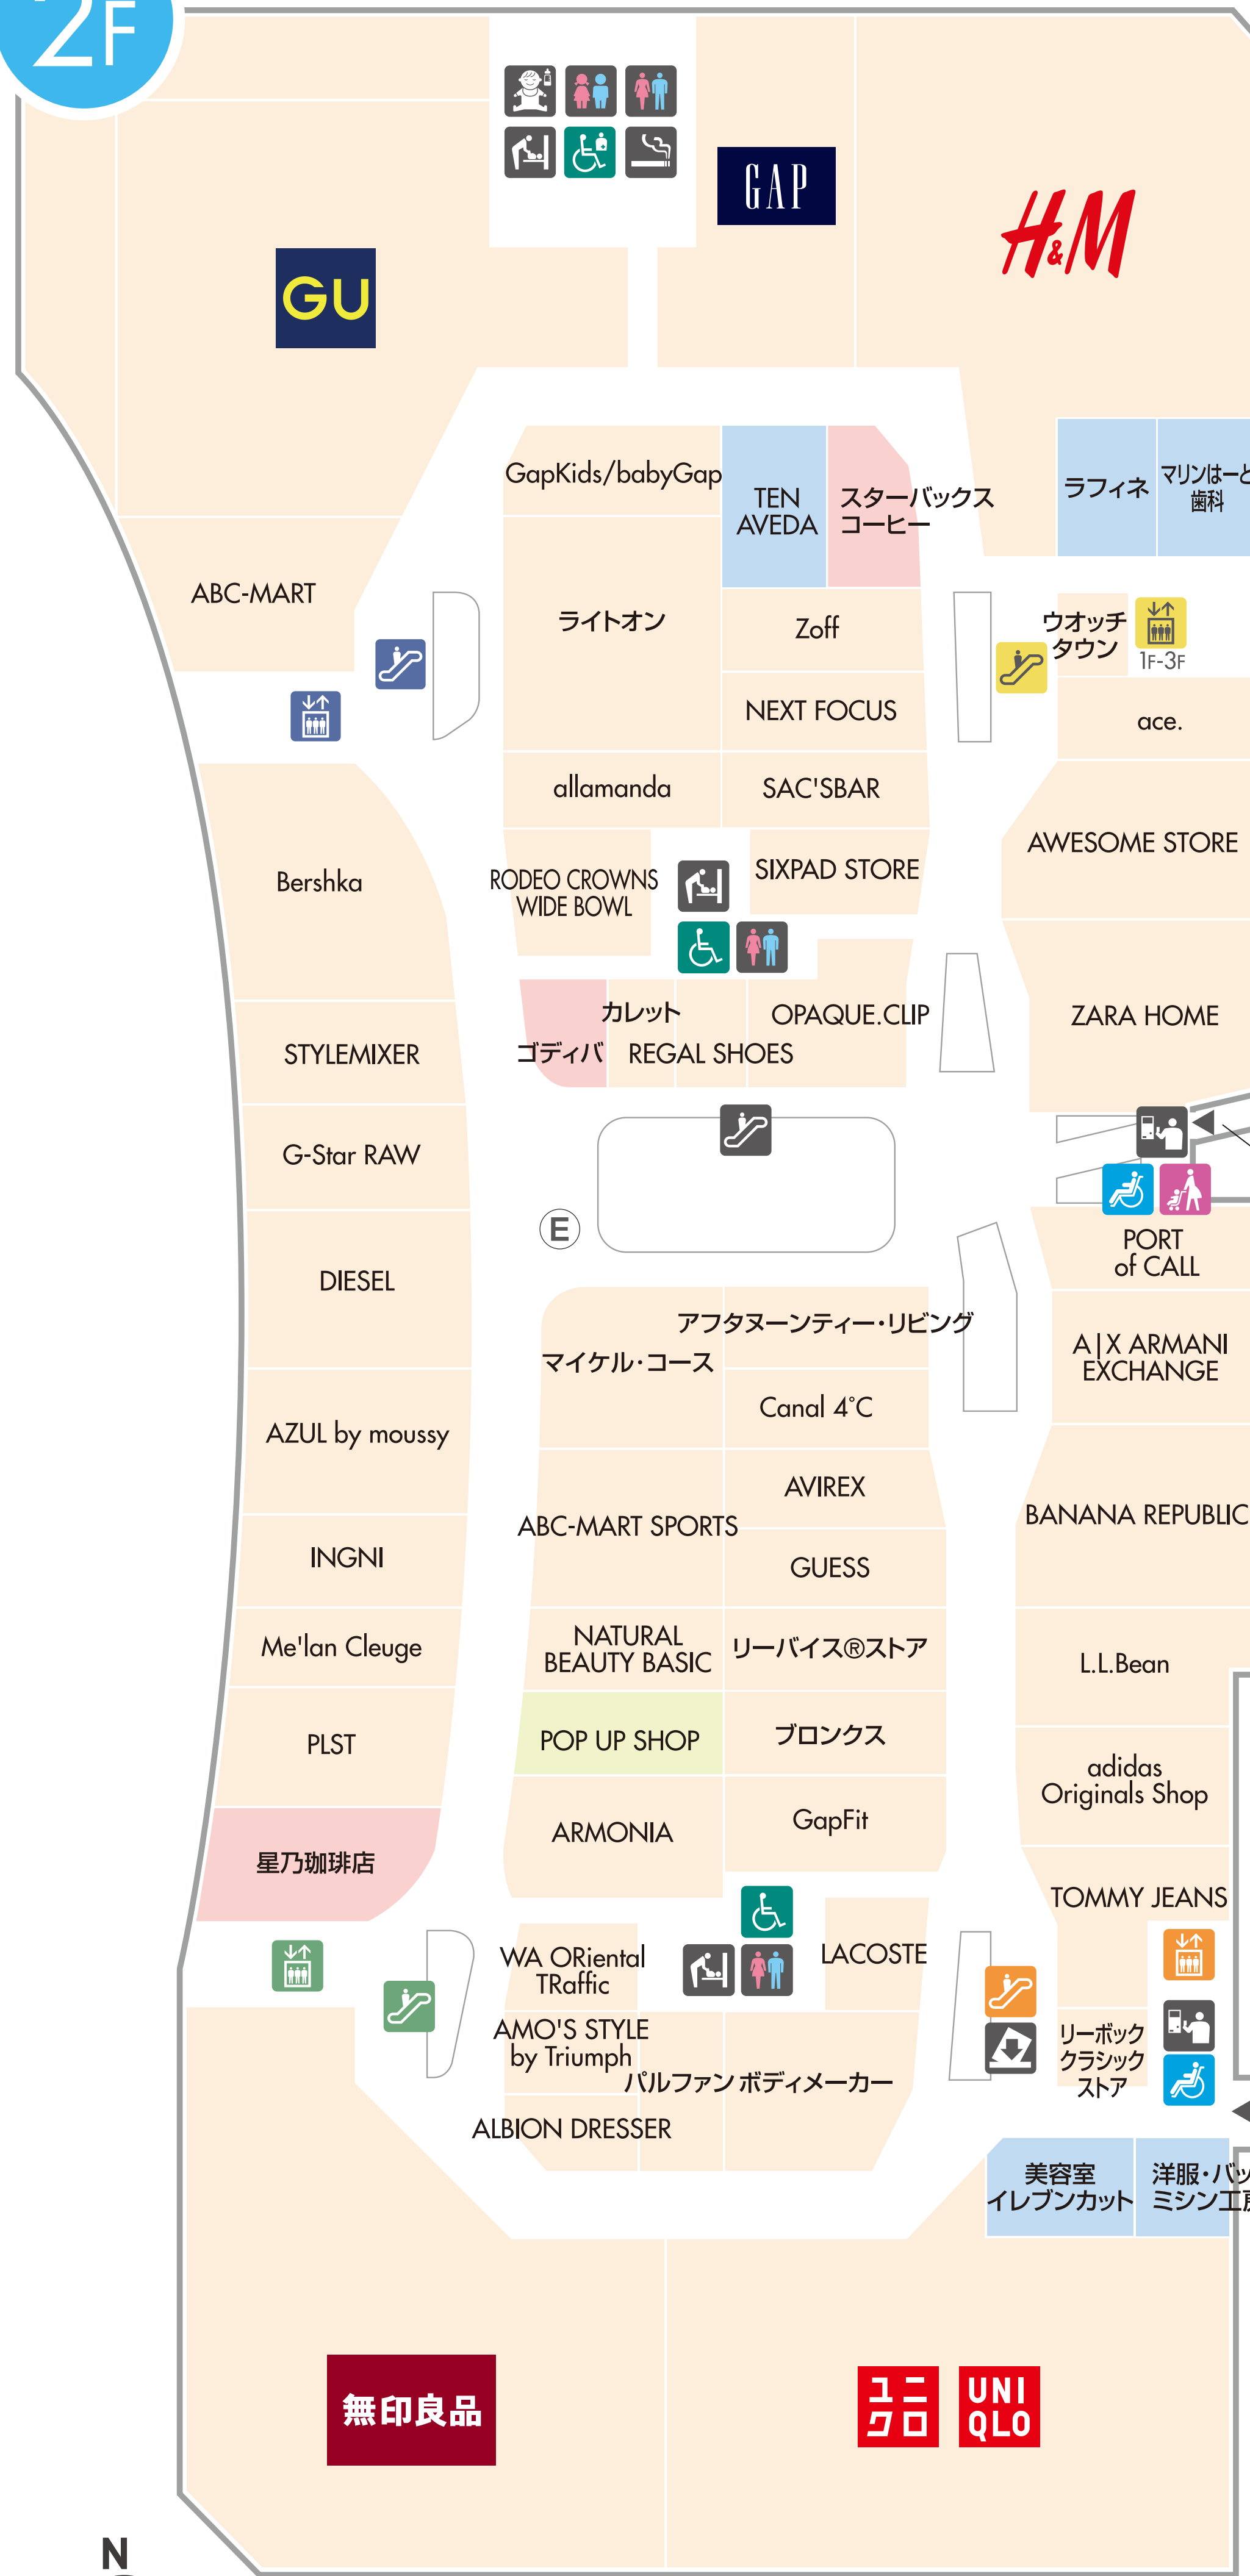 2F
GAP
H&M
GU
GapKids/babyGap
TEN
AVEDA
スターバックス
コーヒー
ラフィネ
マリンはーと
歯科
ABC-MART
ライトオン
Zoff
ウオッチ
タウン
1F-3F
NEXT FOCUS
ace.
allamanda
SAC'SBAR
AWESOME STORE
Bershka
RODEO CROWNS
WIDE BOWL
SIXPAD STORE
カレット
OPAQUE.CLIP
ZARA HOME
STYLEMIXER
ゴディバ
REGAL SHOES
G-Star RAW
E
PORT
of CALL
DIESEL
アフタヌーンティー・リビング
マイケル・コース
A|X ARMANI
EXCHANGE
Canal 4℃
AZUL by moussy
AVIREX
BANANA REPUBLIC
ABC-MART SPORTS
INGNI
GUESS
Me'lan Cleuge
NATURAL
BEAUTY BASIC
リーバイス®ストア
L.L.Bean
PLST
POP UP SHOP
ブロンクス
adidas
Originals Shop
ARMONIA
GapFit
星乃珈琲店
TOMMY JEANS
WA ORiental
TRaffic
LACOSTE
AMO'S STYLE
by Triumph
パルファン
ボディメーカー
リーボック
クラシック
ストア
ALBION DRESSER
美容室
イレブンカット
洋服・バッ
ミシン工房
無印良品
ユニ
クロ
UNI
QLO
N